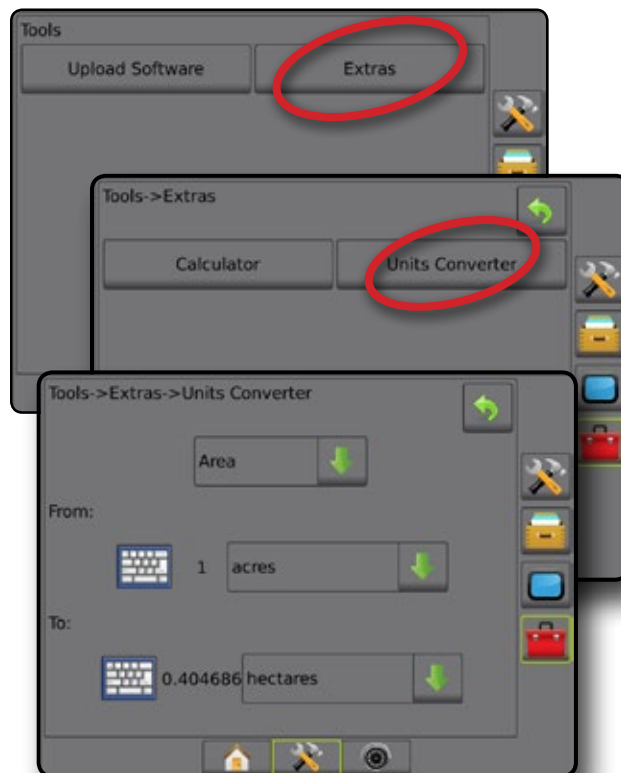 Tools
Upload Software Extras
Tools->Extras
Calculator Units Converter
Tools->Extras->Units Converter
Area
From:
1 acres
To:
0.404686 hectares